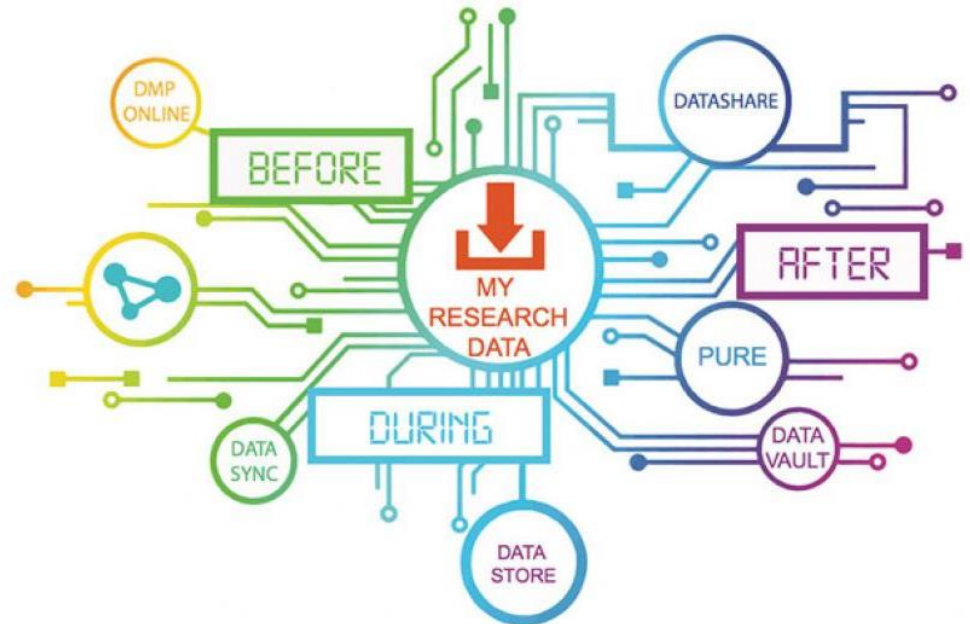 DMP
ONLINE
BEFORE
DATASHARE
MY
RESEARCH
DATA
AFTER
PURE
DURING
DATA
SYNC
DATA
VAULT
DATA
STORE